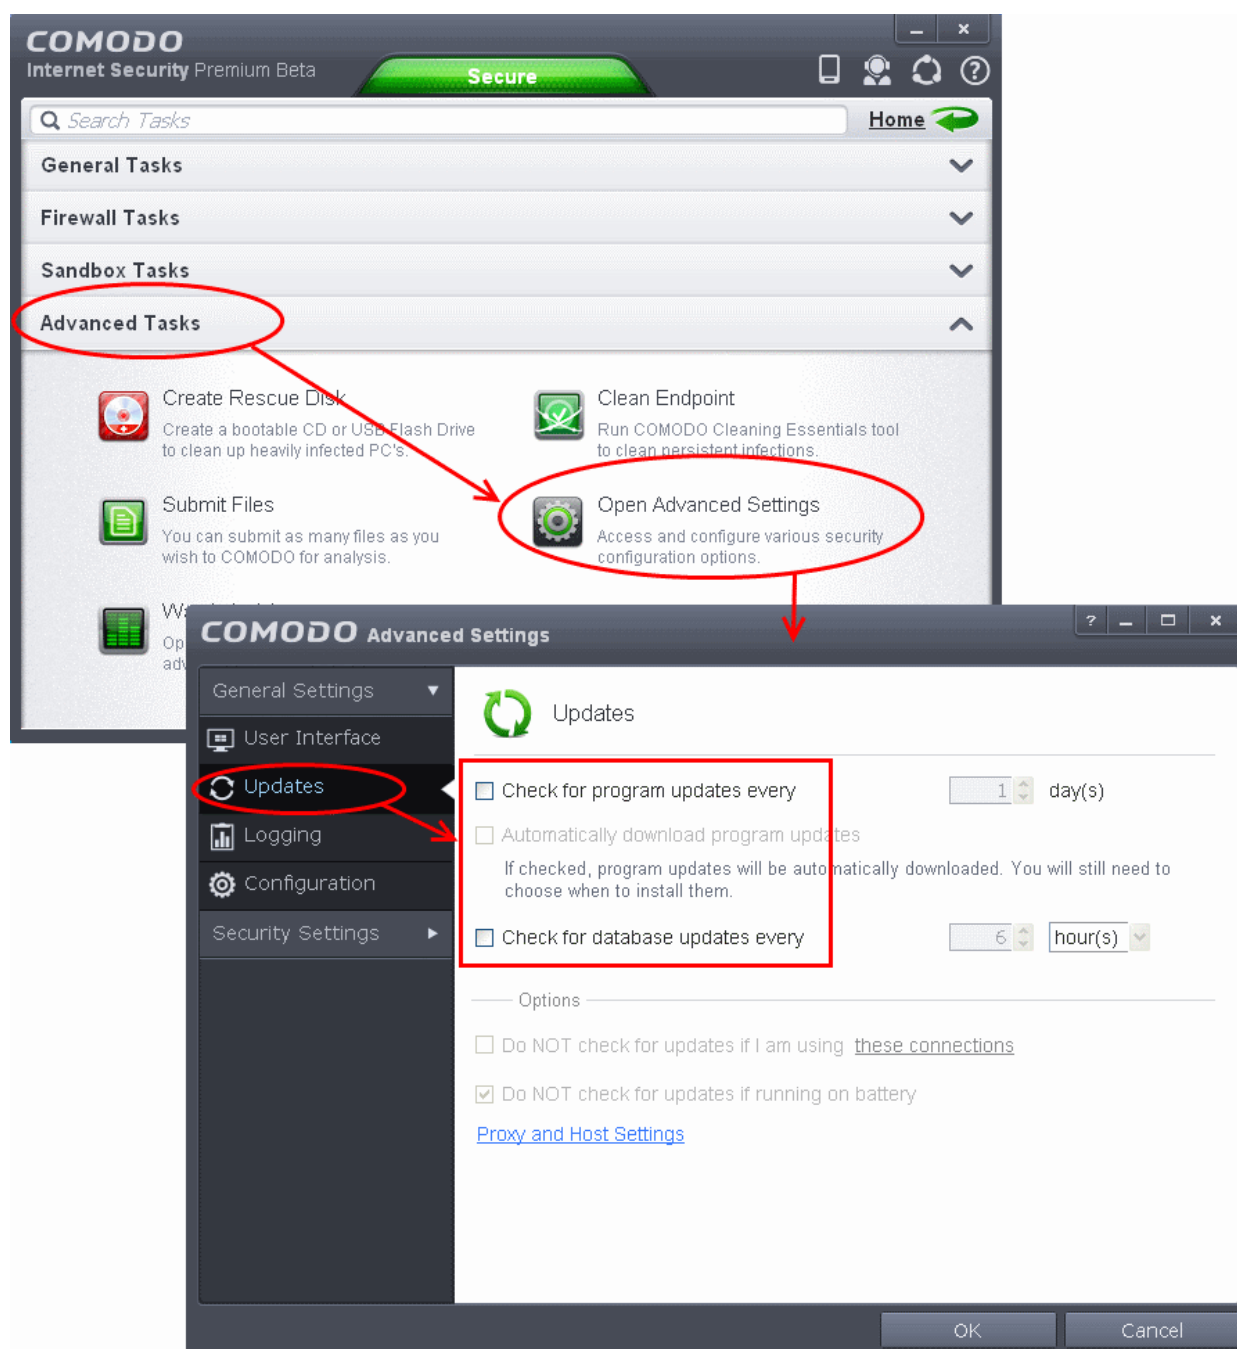 COMODO
Internet Security Premium Beta
Secure
Search Tasks
Home
General Tasks
Firewall Tasks
Sandbox Tasks
Advanced Tasks
Create Rescue Disk
Create a bootable CD or USB Flash Drive
to clean up heavily infected PC's.
Clean Endpoint
Run COMODO Cleaning Essentials tool
to clean persistent infections.
Submit Files
You can submit as many files as you
wish to COMODO for analysis.
Open Advanced Settings
Access and configure various security
configuration options.
COMODO Advanced Settings
General Settings
User Interface
Updates
Logging
Configuration
Security Settings
Updates
Check for program updates every 1 day(s)
Automatically download program updates
If checked, program updates will be automatically downloaded. You will still need to
choose when to install them.
Check for database updates every 6 hour(s)
Options
Do NOT check for updates if I am using these connections
Do NOT check for updates if running on battery
Proxy and Host Settings
OK
Cancel